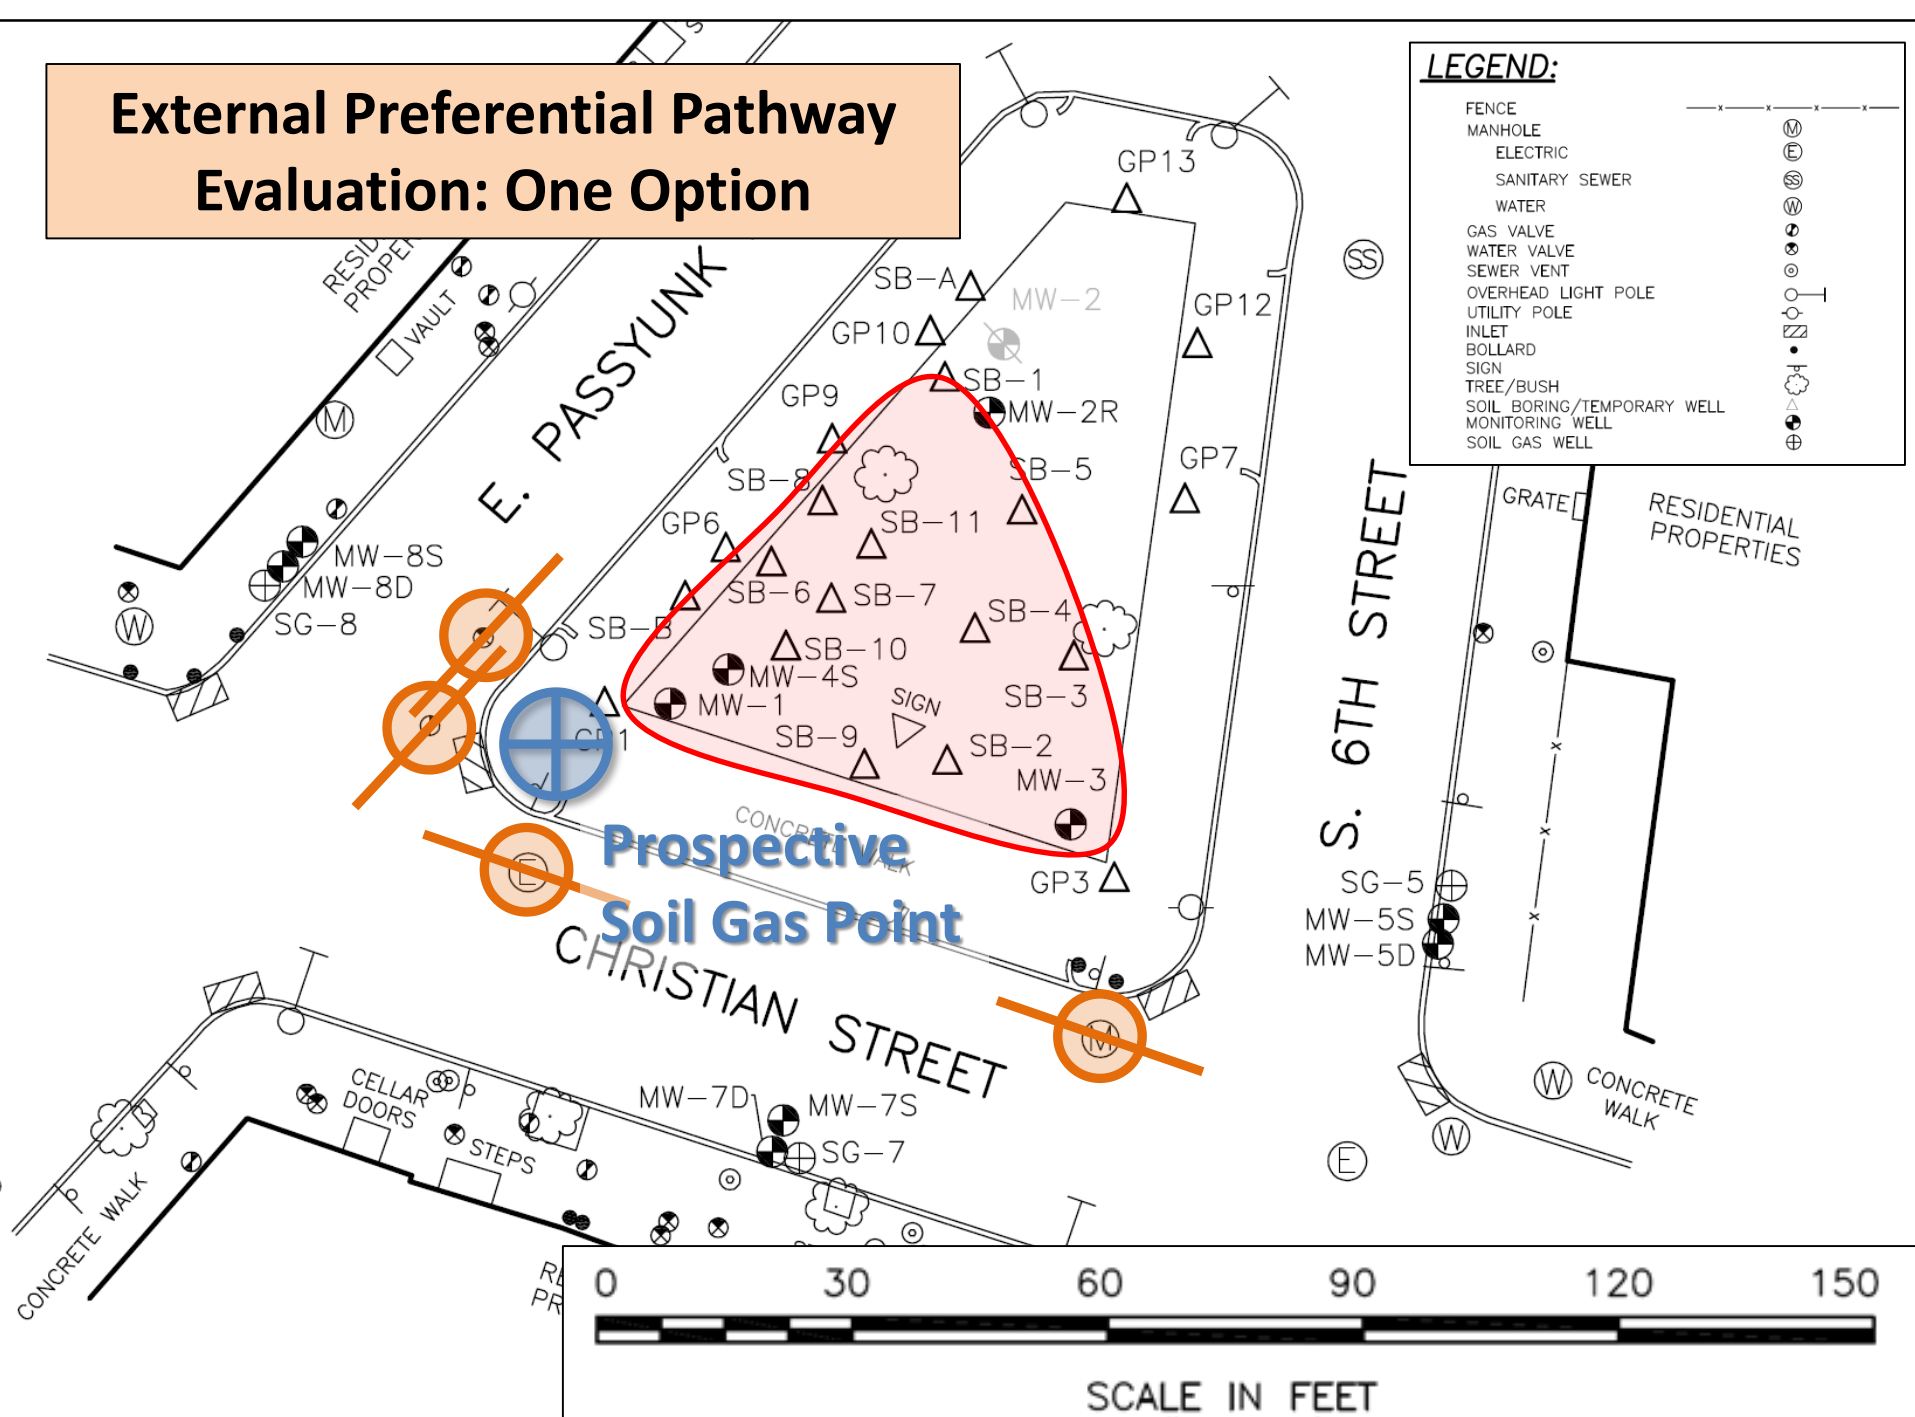 External Preferential Pathway
Evaluation: One Option
LEGEND:
FENCE
MANHOLE
M
ELECTRIC
E
SANITARY SEWER
SS
WATER
W
GAS VALVE
WATER VALVE
SEWER VENT
OVERHEAD LIGHT POLE
UTILITY POLE
INLET
BOLLARD
SIGN
TREE/BUSH
SOIL BORING/TEMPORARY WELL
MONITORING WELL
SOIL GAS WELL
GP13
SS
VAULT
SB-A
MW-2
GP12
GP10
E. PASSYUNK
SB-1
GP9
MW-2R
M
GP7
SB-5
SB-8
S. 6TH STREET
GRATE
RESIDENTIAL
PROPERTIES
GP6
SB-11
MW-8S
MW-8D
SG-8
W
SB-6
SB-7
SB-B
SB-4
SB-10
MW-4S
MW-1
SB-3
SIGN
GP1
SB-9
SB-2
MW-3
CONCRETE WALK
Prospective
Soil Gas Point
E
GP3
SG-5
MW-5S
MW-5D
CHRISTIAN STREET
M
CELLAR
DOORS
STEPS
MW-7D
MW-7S
SG-7
W
CONCRETE
WALK
W
E
CONCRETE WALK
0 30 60 90 120 150
SCALE IN FEET